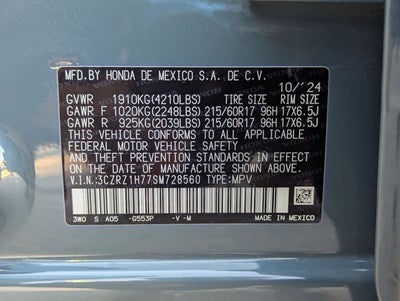 MFD.BY HONDA DE MEXICO S.A. DE C.V.
10/'24
GVWR 1910KG(4210LBS) TIRE SIZE RIM SIZE
GAWR F 1020KG(2248LBS) 215/60R17 96H 17X6.5J
GAWR R 925KG(2039LBS) 215/60R17 96H 17X6.5J
THIS VEHICLE CONFORMS TO ALL APPLICABLE
FEDERAL MOTOR VEHICLE SAFETY STANDARDS
IN EFFECT ON THE DATE OF
MANUFACTURE SHOWN ABOVE.
V.I.N:3CZRZ1H77SM728560 TYPE:MPV
3W0 S A05 -G553P -V-M
MADE IN
MEXICO